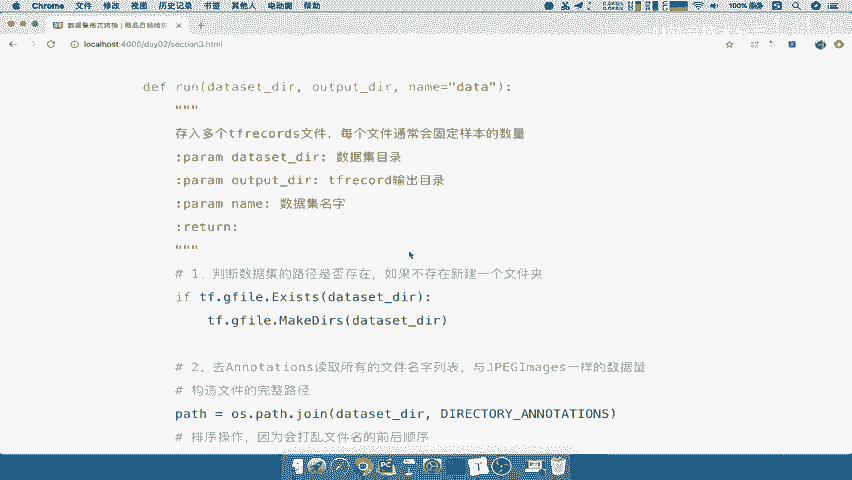 Chrome 文件 修改 视图 历史记录 书签 其他人 电动窗 帮助
100%
数据集格式转换 | 商品目标检测
localhost:4000/duy02/section3.html
def run(dataset_dir, output_dir, name="data"):
"""
存入多个tfrecords文件，每个文件通常会固定样本的数量
:param dataset_dir: 数据集目录
:param output_dir: tfrecord输出目录
:param name: 数据集名字
:return:
"""
# 1、判断数据集的路径是否存在，如果不存在新建一个文件夹
if tf.gfile.Exists(dataset_dir):
tf.gfile.MakeDirs(dataset_dir)
# 2、去Annotations读取所有的文件名字列表，与JPEGImages一样的数据量
# 构造文件的完整路径
path = os.path.join(dataset_dir, DIRECTORY_ANNOTATIONS)
# 排序操作，因为会打乱文件名的前后顺序